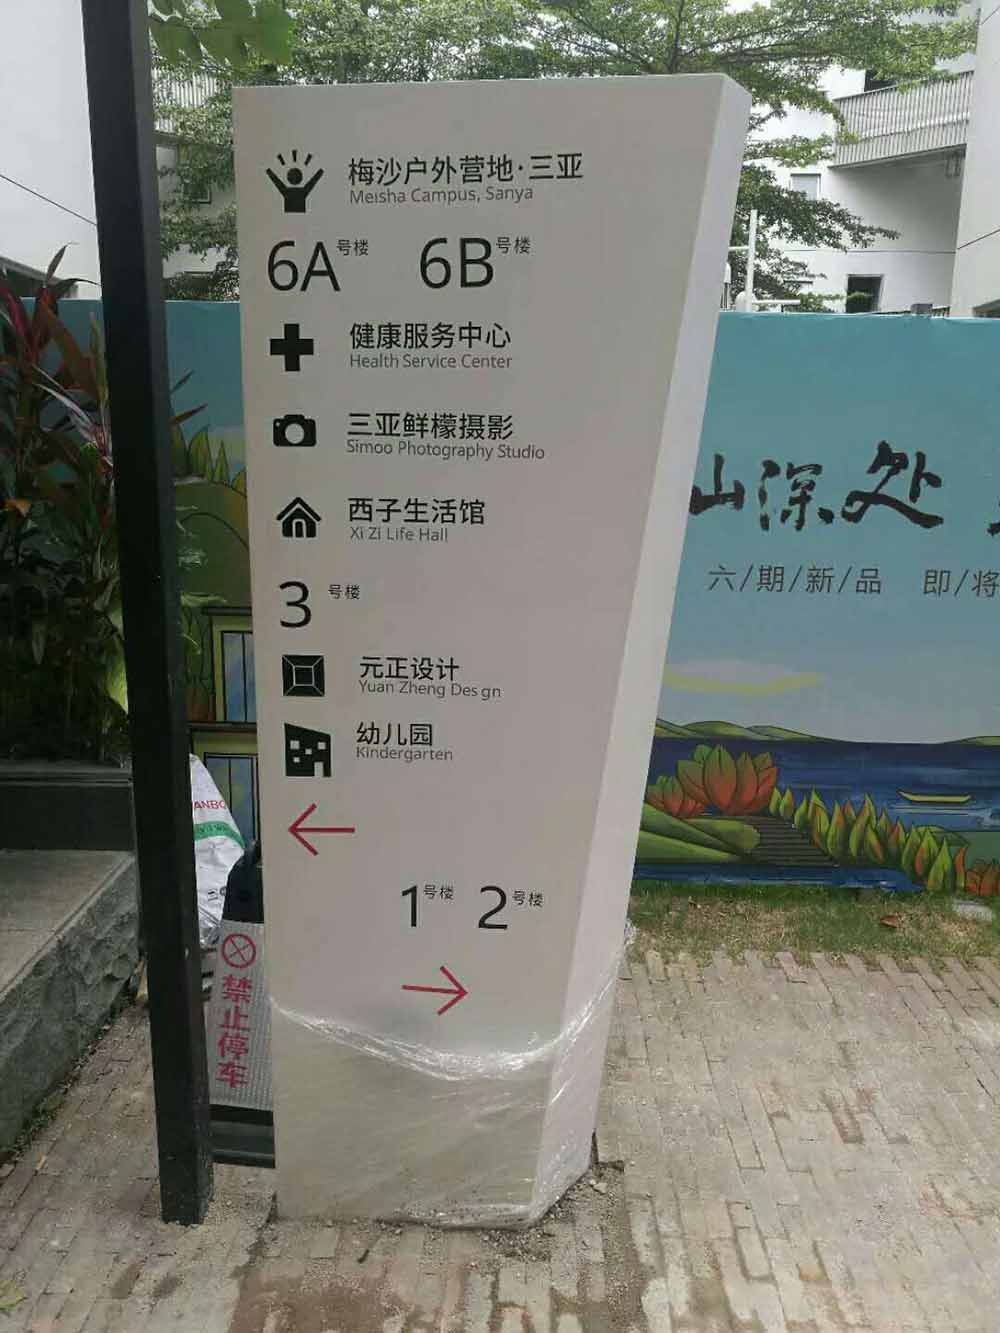 梅沙户外营地·三亚
Meisha Campus, Sanya
6A号楼 6B号楼
健康服务中心
Health Service Center
三亚鲜檬摄影
Simoo Photography Studio
西子生活馆
Xi Zi Life Hall
3 号楼
元正设计
Yuan Zheng Design
幼儿园
Kindergarten
1号楼 2号楼
山深处
六/期/新/品 即/将
ANBO
禁止停车